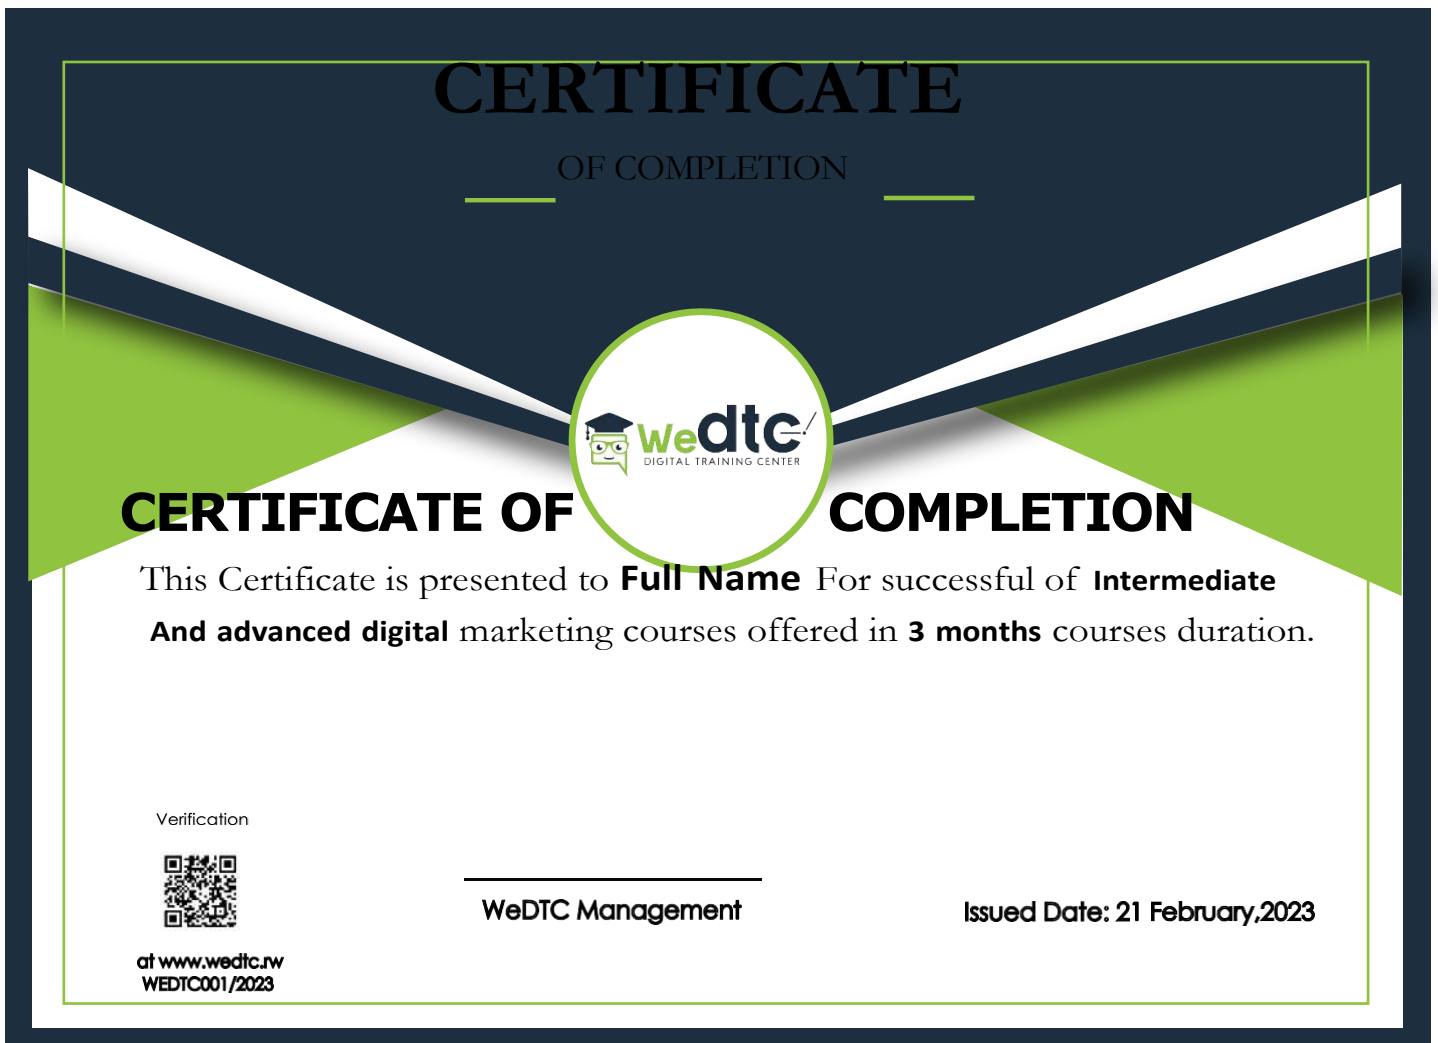 CERTIFICATE
OF COMPLETION
wedtc
DIGITAL TRAINING CENTER
CERTIFICATE OF COMPLETION
This Certificate is presented to Full Name For successful of Intermediate
And advanced digital marketing courses offered in 3 months courses duration.
Verification
at www.wedtc.rw
WEDTC001/2023
WeDTC Management
Issued Date: 21 February,2023